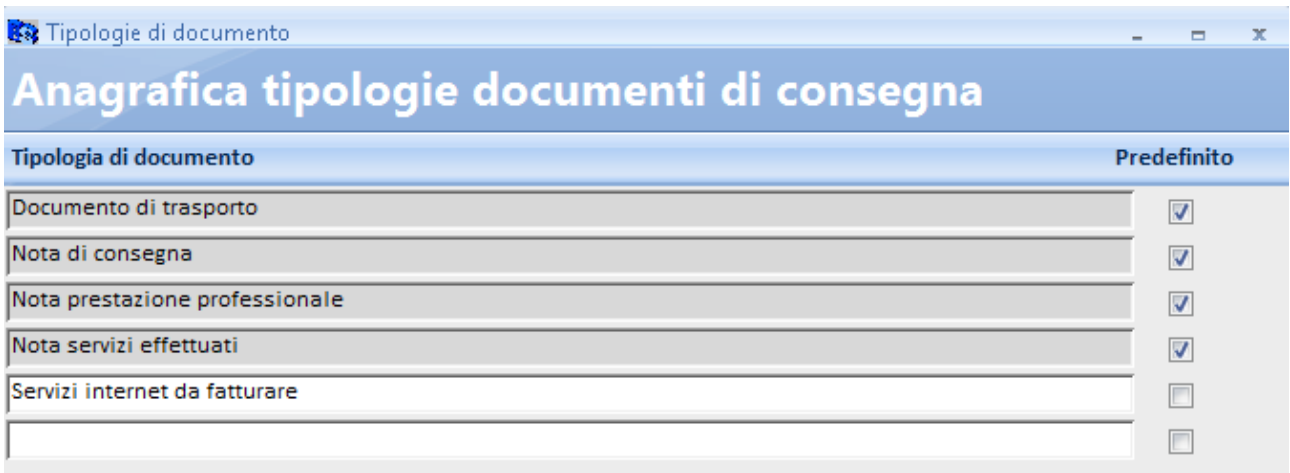 Tipologie di documento
Anagrafica tipologie documenti di consegna
Tipologia di documento Predefinito
Documento di trasporto
Nota di consegna
Nota prestazione professionale
Nota servizi effettuati
Servizi internet da fatturare